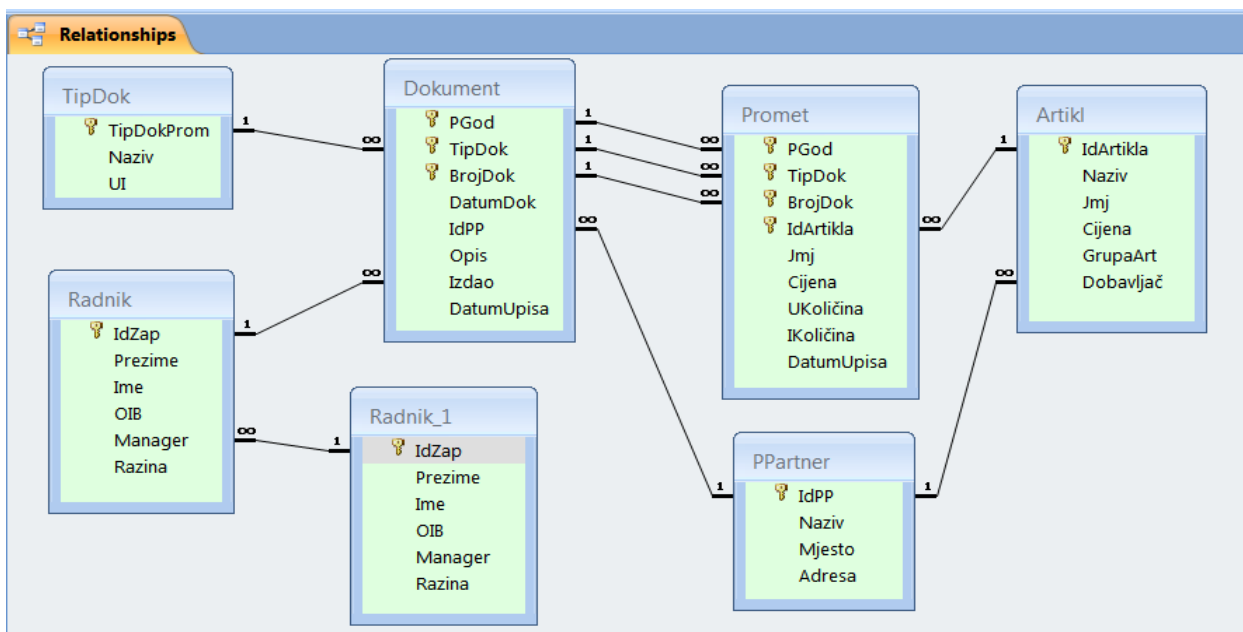 Relationships
TipDok
TipDokProm
Naziv
UI
1
∞
Dokument
PGod
TipDok
BrojDok
DatumDok
IdPP
Opis
Izdao
DatumUpisa
1
1
1
∞
∞
∞
∞
∞
Promet
PGod
TipDok
BrojDok
IdArtikla
Jmj
Cijena
UKoličina
IKoličina
DatumUpisa
∞
1
Artikl
IdArtikla
Naziv
Jmj
Cijena
GrupaArt
Dobavljač
∞
Radnik
IdZap
Prezime
Ime
OIB
Manager
Razina
1
∞
1
Radnik_1
IdZap
Prezime
Ime
OIB
Manager
Razina
1
PPartner
IdPP
Naziv
Mjesto
Adresa
1